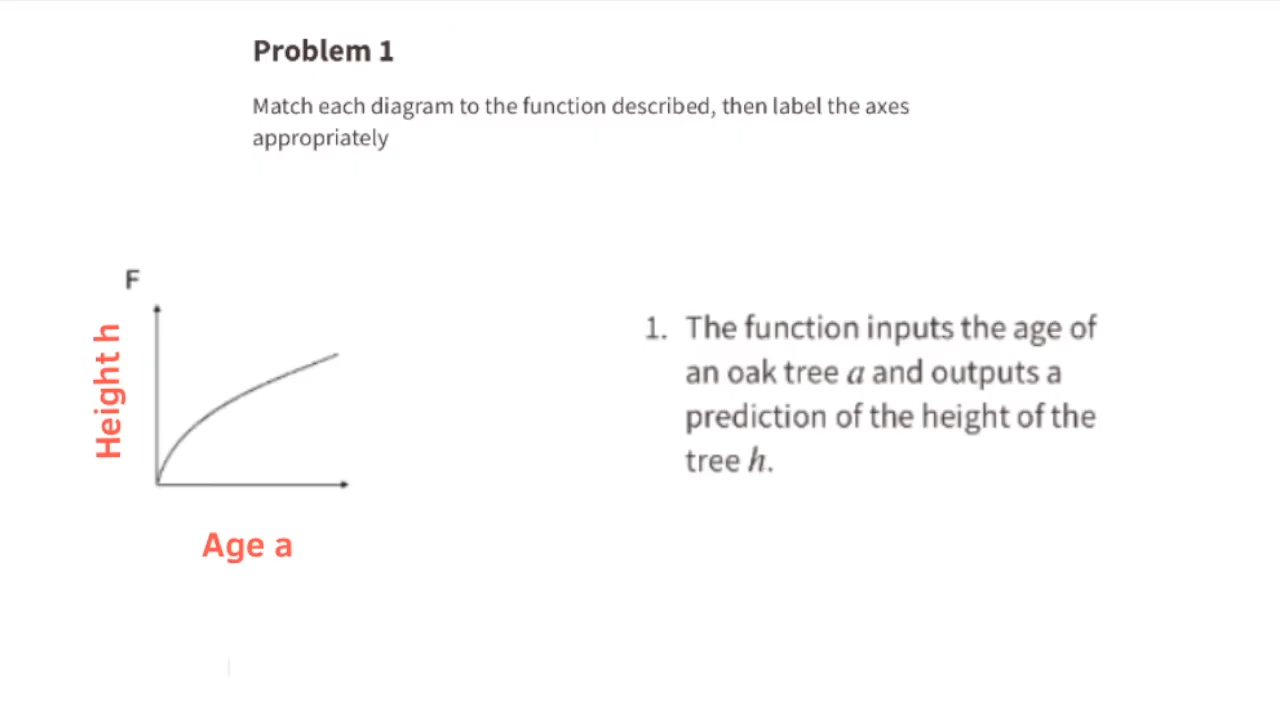 Problem 1
Match each diagram to the function described, then label the axes
appropriately
F
Height h
Age a
1. The function inputs the age of
an oak tree a and outputs a
prediction of the height of the
tree h.